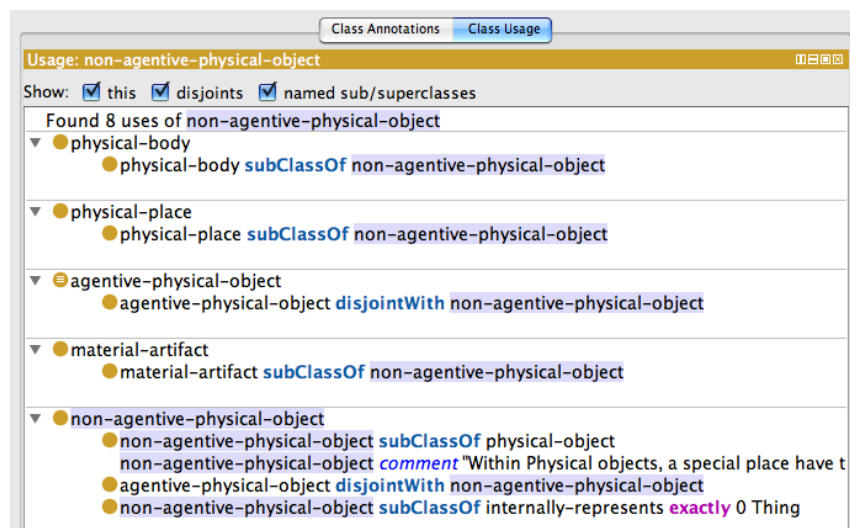 Class Annotations Class Usage
Usage: non-agentive-physical-object
Show: this disjoints named sub/superclasses
Found 8 uses of non-agentive-physical-object
physical-body
physical-body subClassOf non-agentive-physical-object
physical-place
physical-place subClassOf non-agentive-physical-object
agentive-physical-object
agentive-physical-object disjointWith non-agentive-physical-object
material-artifact
material-artifact subClassOf non-agentive-physical-object
non-agentive-physical-object
non-agentive-physical-object subClassOf physical-object
non-agentive-physical-object comment "Within Physical objects, a special place have t
agentive-physical-object disjointWith non-agentive-physical-object
non-agentive-physical-object subClassOf internally-represents exactly 0 Thing